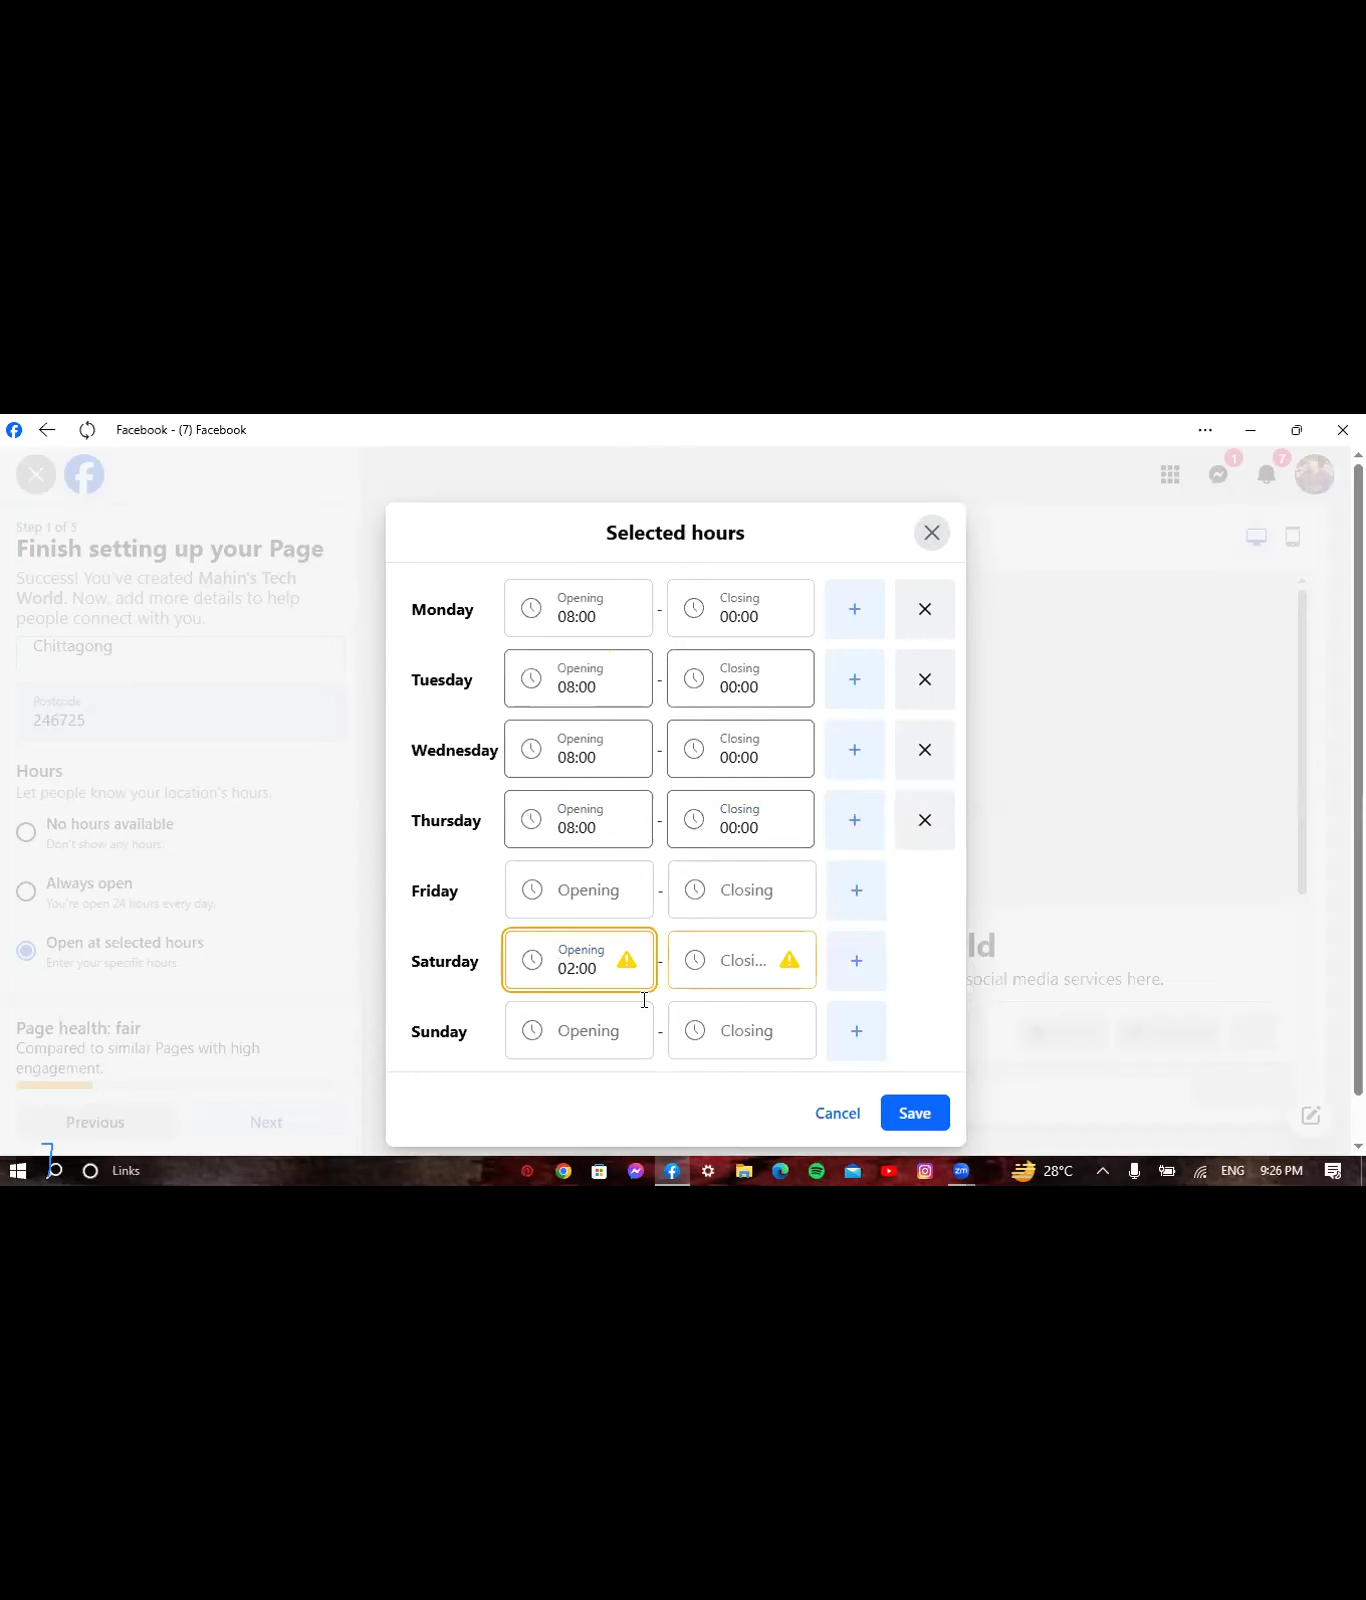 Facebook - (7) Facebook
1
7
Step 1 of 5
Finish setting up your Page
Success! You've created Mahin's Tech
World. Now, add more details to help
people connect with you.
Chittagong
Postcode
246725
Hours
Let people know your location's hours.
No hours available
Don't show any hours.
Always open
You're open 24 hours every day.
Open at selected hours
Enter your specific hours.
Page health: fair
Compared to similar Pages with high
engagement.
Previous
Next
Selected hours
Monday
Opening
08:00
-
Closing
00:00
+
Tuesday
Opening
08:00
-
Closing
00:00
+
Wednesday
Opening
08:00
-
Closing
00:00
+
Thursday
Opening
08:00
-
Closing
00:00
+
Friday
Opening
-
Closing
+
Saturday
Opening
02:00
-
Closi...
+
Sunday
Opening
-
Closing
+
Cancel
Save
ld
social media services here.
Links
zm
28°C
ENG
9:26 PM